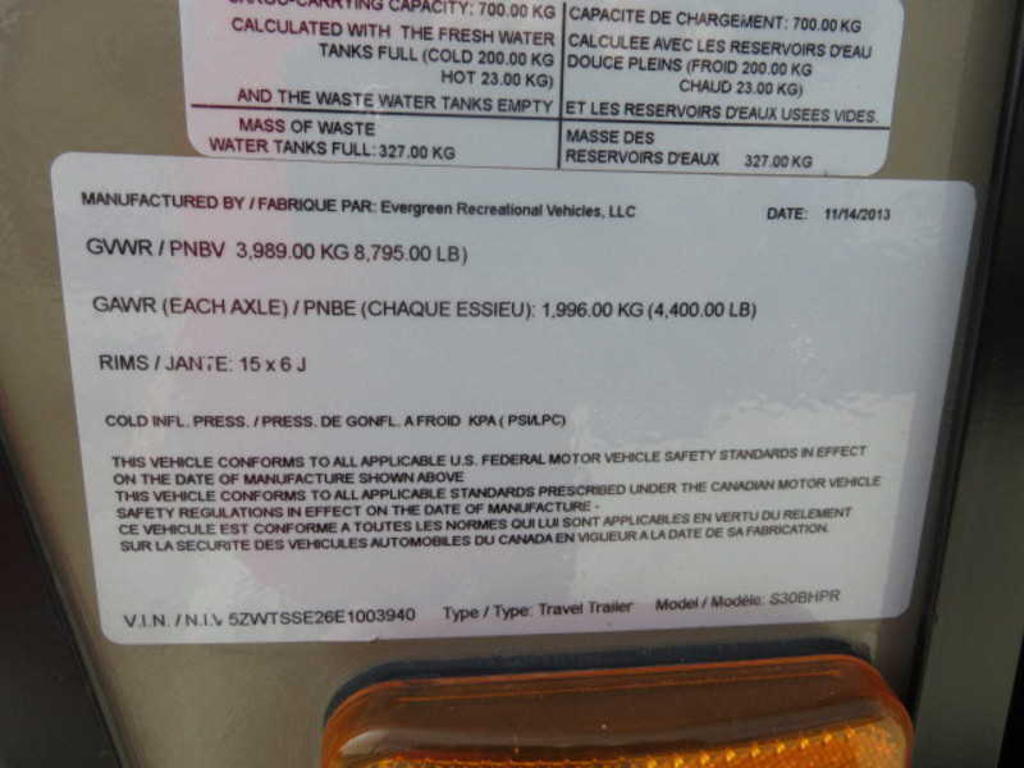 CARGO-CARRYING CAPACITY: 700.00 KG
CALCULATED WITH THE FRESH WATER
TANKS FULL (COLD 200.00 KG
HOT 23.00 KG)
AND THE WASTE WATER TANKS EMPTY
MASS OF WASTE
WATER TANKS FULL: 327.00 KG
CAPACITE DE CHARGEMENT: 700.00 KG
CALCULEE AVEC LES RESERVOIRS D'EAU
DOUCE PLEINS (FROID 200.00 KG
CHAUD 23.00 KG)
ET LES RESERVOIRS D'EAUX USEES VIDES.
MASSE DES
RESERVOIRS D'EAUX 327.00 KG
MANUFACTURED BY / FABRIQUE PAR: Evergreen Recreational Vehicles, LLC DATE: 11/14/2013
GVWR / PNBV 3,989.00 KG 8,795.00 LB)
GAWR (EACH AXLE) / PNBE (CHAQUE ESSIEU): 1,996.00 KG (4,400.00 LB)
RIMS / JANTE: 15 x 6 J
COLD INFL. PRESS. / PRESS. DE GONFL. A FROID KPA ( PSI/LPC)
THIS VEHICLE CONFORMS TO ALL APPLICABLE U.S. FEDERAL MOTOR VEHICLE SAFETY STANDARDS IN EFFECT
ON THE DATE OF MANUFACTURE SHOWN ABOVE
THIS VEHICLE CONFORMS TO ALL APPLICABLE STANDARDS PRESCRIBED UNDER THE CANADIAN MOTOR VEHICLE
SAFETY REGULATIONS IN EFFECT ON THE DATE OF MANUFACTURE -
CE VEHICULE EST CONFORME A TOUTES LES NORMES QUI LUI SONT APPLICABLES EN VERTU DU RELEMENT
SUR LA SECURITE DES VEHICULES AUTOMOBILES DU CANADA EN VIGUEUR A LA DATE DE SA FABRICATION.
V.I.N. / N.I.V 5ZWTSSE26E1003940 Type / Type: Travel Trailer Model / Modèle: S30BHPR